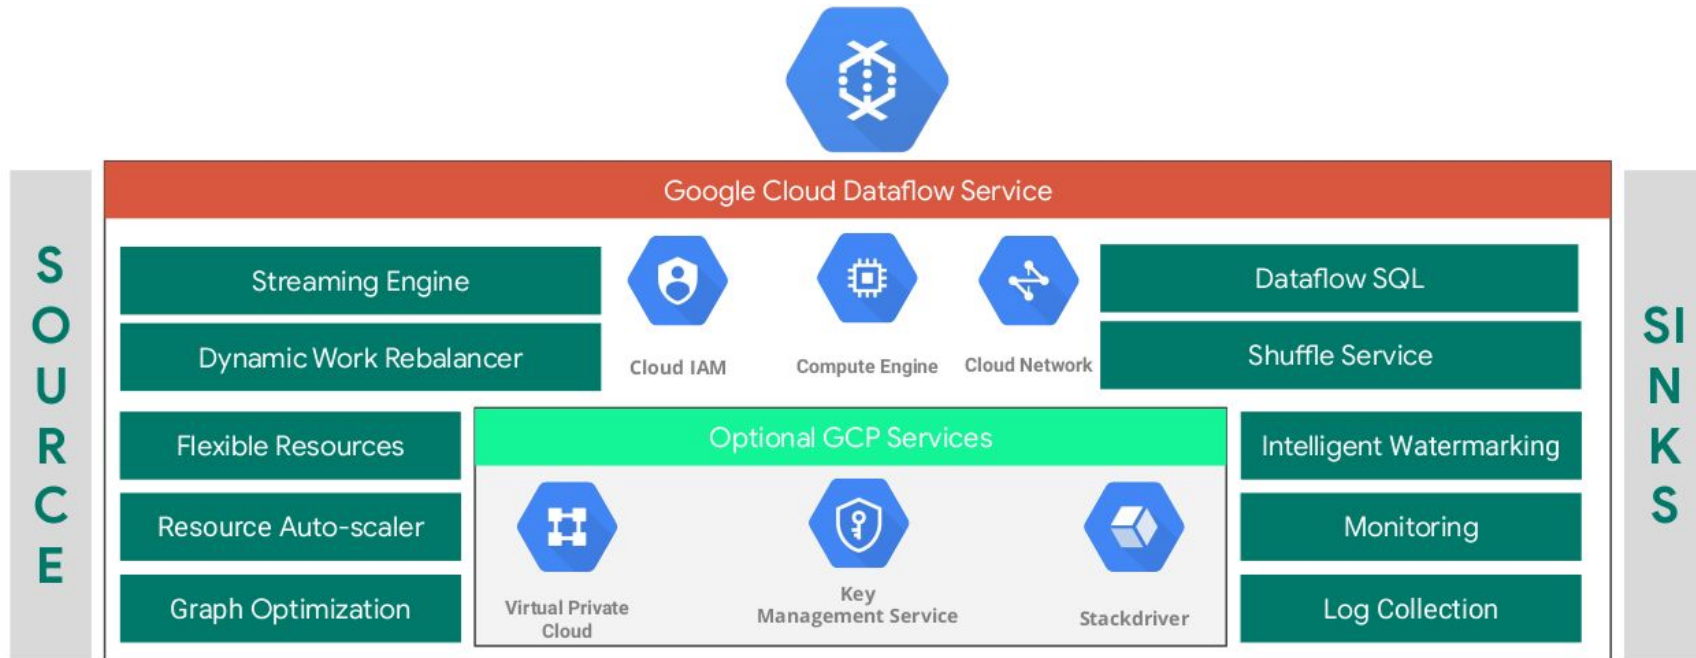 Google Cloud Dataflow Service
SOURCE
Streaming Engine
Dynamic Work Rebalancer
Flexible Resources
Resource Auto-scaler
Graph Optimization
Cloud IAM
Compute Engine
Cloud Network
Optional GCP Services
Virtual Private
Cloud
Key
Management Service
Stackdriver
Dataflow SQL
Shuffle Service
Intelligent Watermarking
Monitoring
Log Collection
SINKS